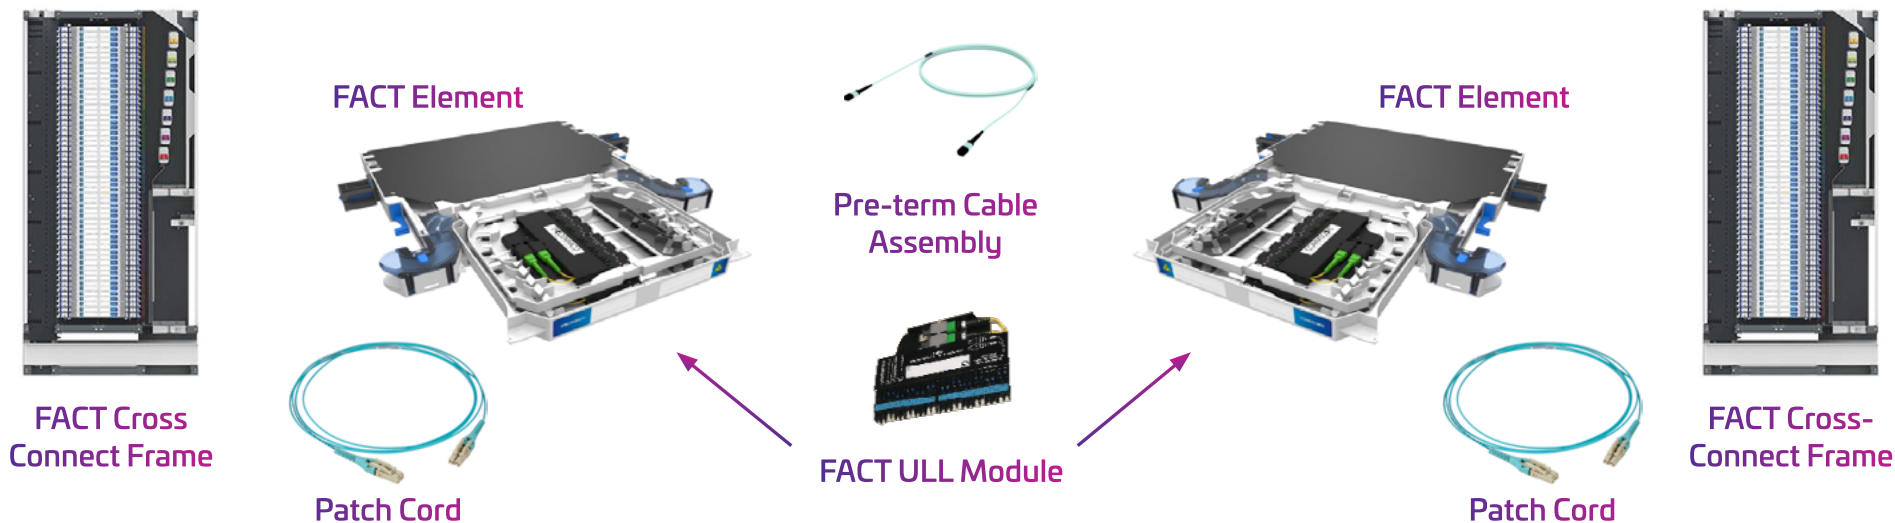 FACT Element
FACT Element
Pre-term Cable
Assembly
FACT Cross
Connect Frame
Patch Cord
FACT ULL Module
Patch Cord
FACT Cross-
Connect Frame